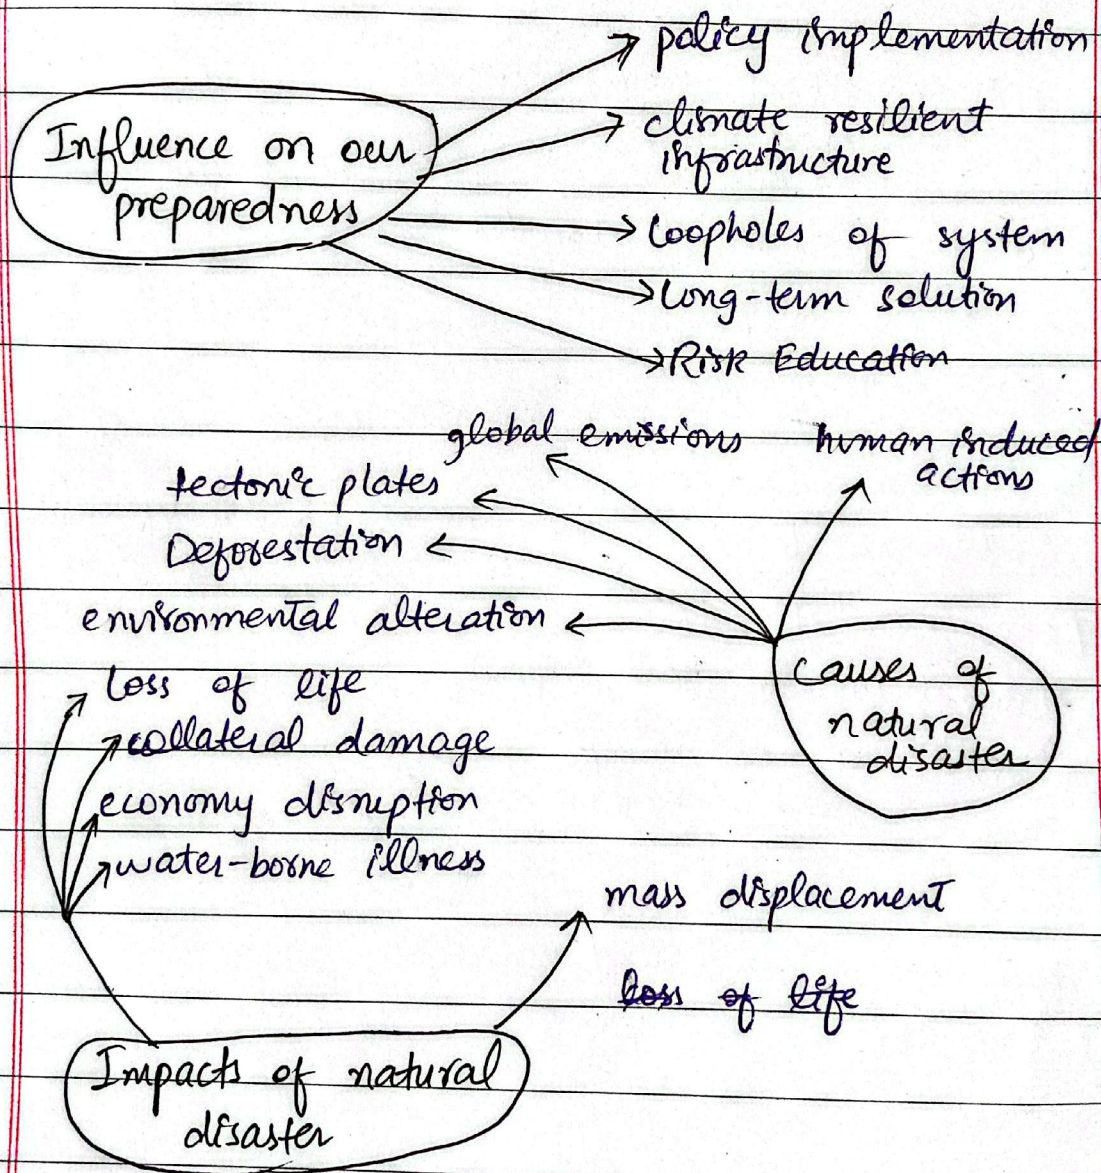 policy implementation
climate resilient
infrastructure
Influence on our
preparedness
Loopholes of system
Long-term solution
Risk Education
global emissions
human induced
actions
tectonic plates
Deforestation
environmental alteration
causes of
natural
disaster
loss of life
collateral damage
economy disruption
water-borne illness
mass displacement
loss of life
Impacts of natural
disaster